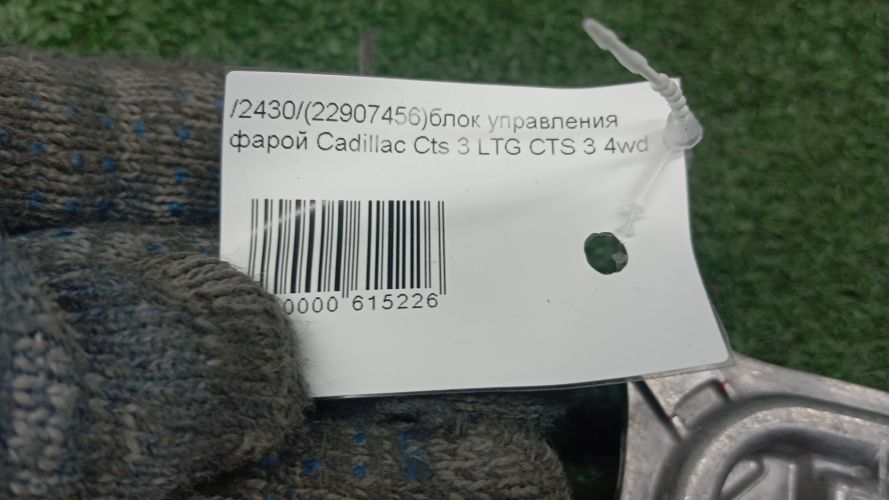 /2430/(22907456)блок управления
фарой Cadillac Cts 3 LTG CTS 3 4wd
0000 615226